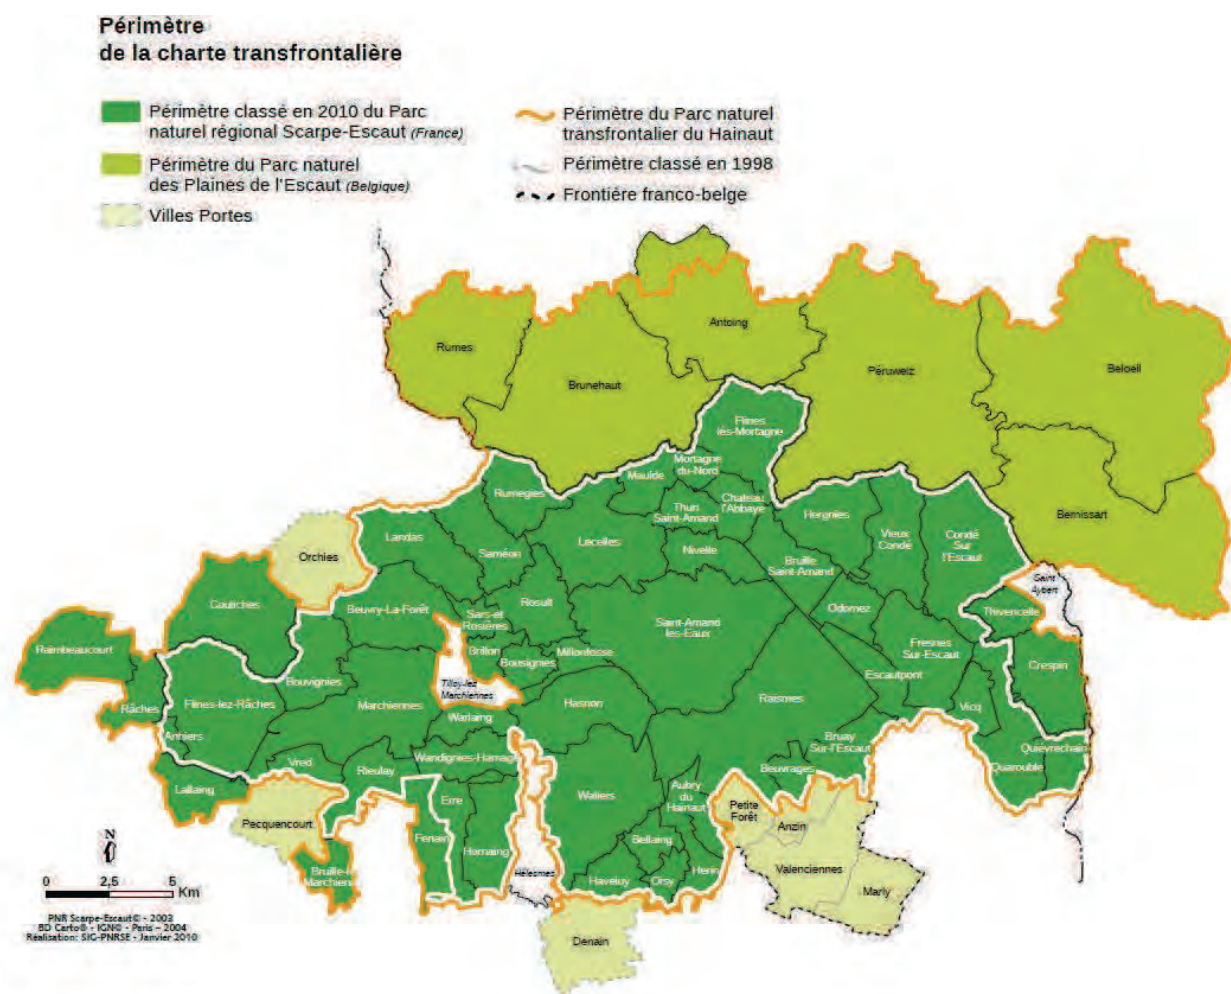 Périmètre
de la charte transfrontalière
Périmètre classé en 2010 du Parc
naturel régional Scarpe-Escaut (France)
Périmètre du Parc naturel
des Plaines de l'Escaut (Belgique)
Villes Portes
Périmètre du Parc naturel
transfrontalier du Hainaut
Périmètre classé en 1998
Frontière franco-belge
Rumes
Brunehaut
Antoing
Péruwelz
Beloeil
Bernissart
Flines
lès-Mortagne
Mortagne
du-Nord
Maulde
Rumegies
Thun
Saint-Amand
Chateau
l'Abbaye
Hergnies
Vieux
Condé
Condé
Sur
l'Escaut
Landas
Saméon
Lecelles
Nivelle
Bruille
Saint-Amand
Orchies
Saint
Aybert
Thivencelle
Odomez
Coutiches
Beuvry-La-Forêt
Sars-et
Rosières
Rosult
Saint-Amand
les-Eaux
Fresnes
Sur-Escaut
Crespin
Raimbeaucourt
Brillon
Bousignies
Millonfosse
Escautpont
Tilloy-lez
Marchiennes
Bouvignies
Râches
Flines-lez-Râches
Marchiennes
Warlaing
Hasnon
Raismes
Vicq
Anhiers
Wandignies-Hamage
Bruay
Sur-l'Escaut
Quiévrechain
Quarouble
Vred
Rieulay
Beuvrages
Lallaing
Erre
Wallers
Aubry
du
Hainaut
Petite
Forêt
Anzin
Pecquencourt
Fenain
Bellaing
Hornaing
Hélesmes
Haveluy
Oisy
Herin
Valenciennes
Marly
Bruille-l
Marchienn
Denain
N
0 2,5 5
Km
PNR Scarpe-Escaut© - 2003
BD Carto® - IGN© - Paris - 2004
Réalisation: SIG-PNRSE - Janvier 2010